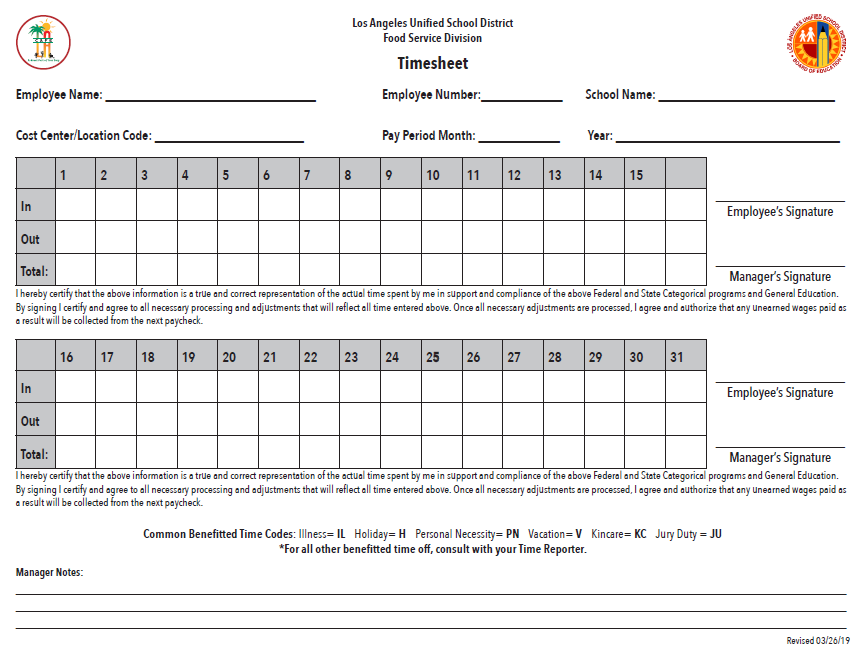 Los Angeles Unified School District
Food Service Division
Timesheet
LOS ANGELES UNIFIED SCHOOL DISTRICT
BOARD OF EDUCATION
Employee Name: Employee Number: School Name:
Cost Center/Location Code: Pay Period Month: Year:
1 2 3 4 5 6 7 8 9 10 11 12 13 14 15
In
Out
Total:
Employee's Signature
Manager's Signature
I hereby certify that the above information is a true and correct representation of the actual time spent by me in support and compliance of the above Federal and State Categorical programs and General Education.
By signing I certify and agree to all necessary processing and adjustments that will reflect all time entered above. Once all necessary adjustments are processed, I agree and authorize that any unearned wages paid as
a result will be collected from the next paycheck.
16 17 18 19 20 21 22 23 24 25 26 27 28 29 30 31
In
Out
Total:
Employee's Signature
Manager's Signature
I hereby certify that the above information is a true and correct representation of the actual time spent by me in support and compliance of the above Federal and State Categorical programs and General Education.
By signing I certify and agree to all necessary processing and adjustments that will reflect all time entered above. Once all necessary adjustments are processed, I agree and authorize that any unearned wages paid as
a result will be collected from the next paycheck.
Common Benefitted Time Codes: Illness= IL Holiday= H Personal Necessity= PN Vacation= V Kincare= KC Jury Duty = JU
*For all other benefitted time off, consult with your Time Reporter.
Manager Notes:
Revised 03/26/19